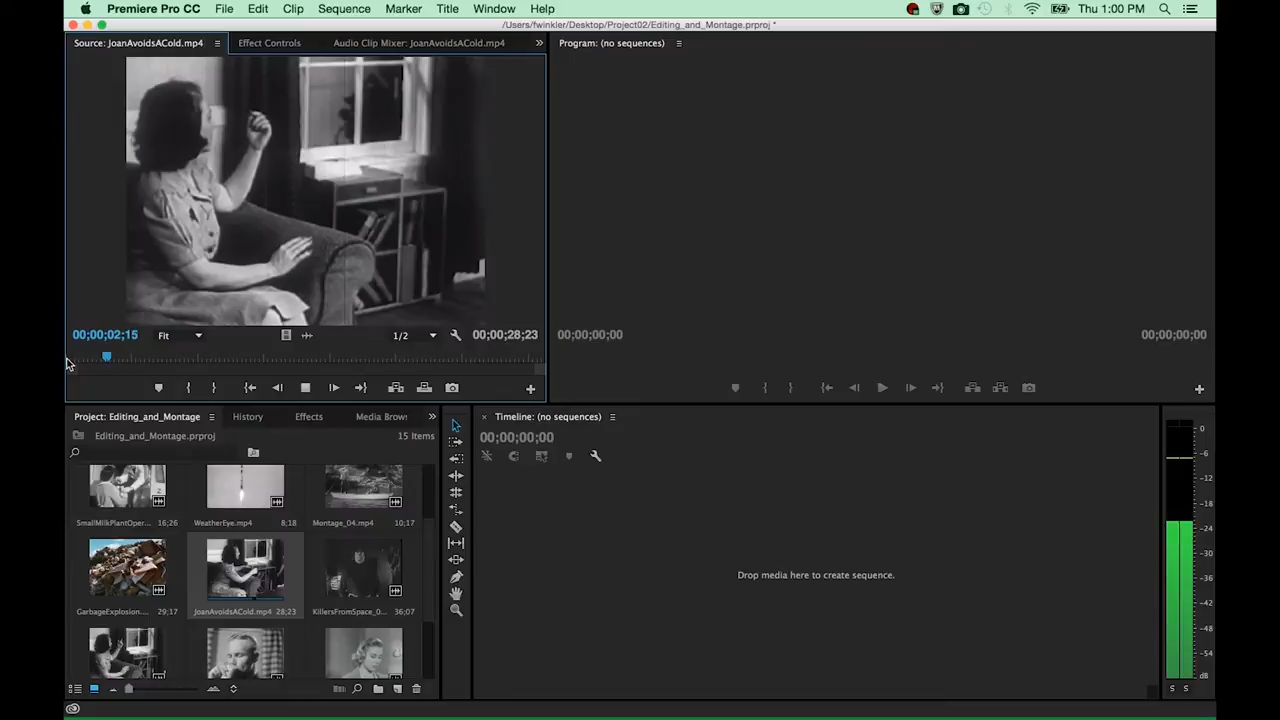 Premiere Pro CC File Edit Clip Sequence Marker Title Window Help Thu 1:00 PM
/Users/fwinkler/Desktop/Project02/Editing_and_Montage.prproj *
Source: JoanAvoidsACold.mp4 Effect Controls Audio Clip Mixer: JoanAvoidsACold.mp4 Program: (no sequences)
00;00;02;15 Fit 1/2 00;00;28;23 00;00;00;00 00;00;00;00
Project: Editing_and_Montage History Effects Media Brows
Editing_and_Montage.prproj 15 Items
SmallMilkPlantOper... 16;26 WeatherEye.mp4 8;18 Montage_04.mp4 10;17
GarbageExplosion.... 29;17 JoanAvoidsACold.mp4 28;23 KillersFromSpace_0... 36;07
Timeline: (no sequences)
00;00;00;00
Drop media here to create sequence.
0
-6
-12
-18
-24
-30
-36
-42
-48
-54
dB
S S